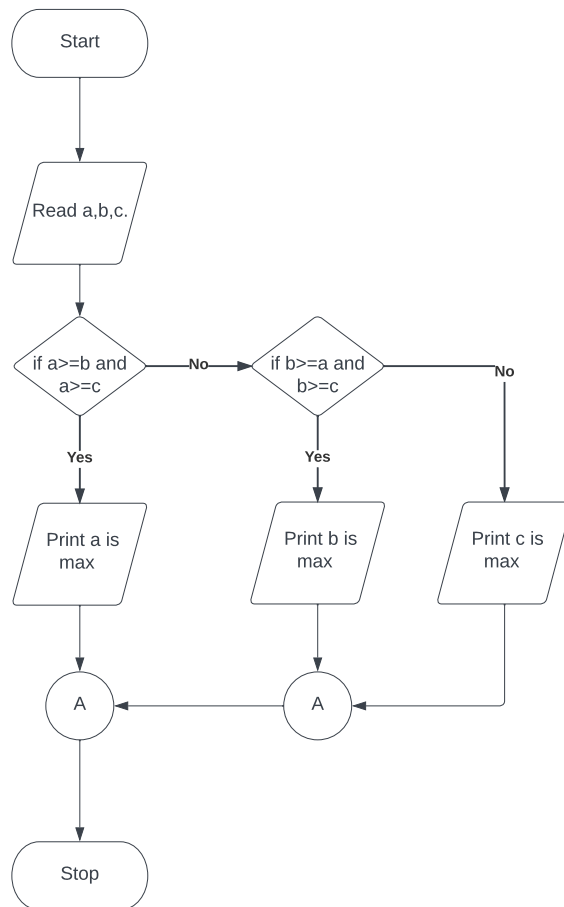 Start
Read a,b,c.
if a>=b and
a>=c
No
if b>=a and
b>=c
No
Yes
Yes
Print a is
max
Print b is
max
Print c is
max
A
A
Stop